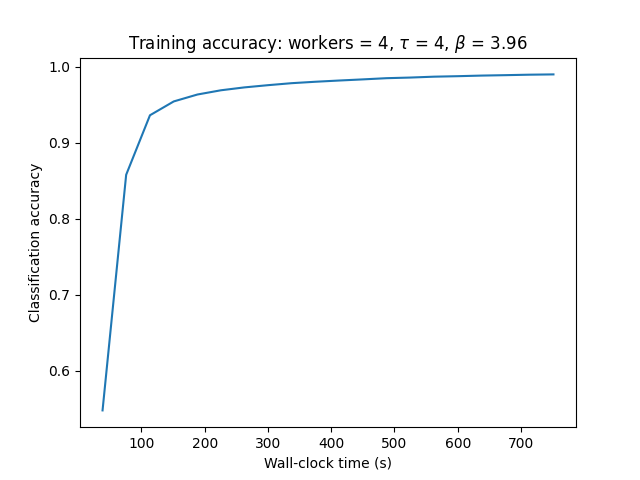 Training accuracy: workers = 4, τ = 4, β = 3.96
1.0
0.9
0.8
0.7
0.6
Classification accuracy
100 200 300 400 500 600 700
Wall-clock time (s)